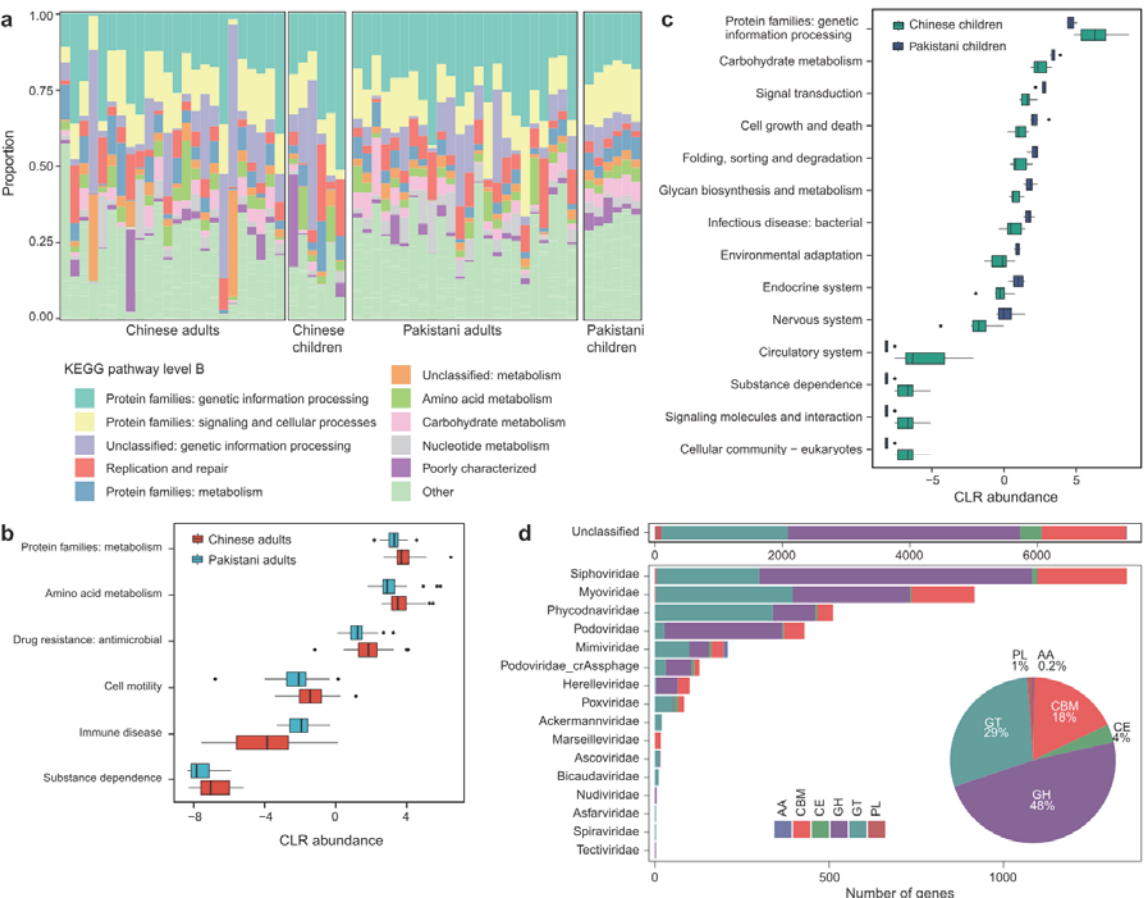 a
1.00
0.75
0.50
0.25
0.00
Proportion
Chinese adults
Chinese
children
Pakistani adults
Pakistani
children
KEGG pathway level B
Protein families: genetic information processing
Protein families: signaling and cellular processes
Unclassified: genetic information processing
Replication and repair
Protein families: metabolism
Unclassified: metabolism
Amino acid metabolism
Carbohydrate metabolism
Nucleotide metabolism
Poorly characterized
Other
b
Chinese adults
Pakistani adults
Protein families: metabolism
Amino acid metabolism
Drug resistance: antimicrobial
Cell motility
Immune disease
Substance dependence
−8
−4
0
4
CLR abundance
c
Chinese children
Pakistani children
Protein families: genetic
information processing
Carbohydrate metabolism
Signal transduction
Cell growth and death
Folding, sorting and degradation
Glycan biosynthesis and metabolism
Infectious disease: bacterial
Environmental adaptation
Endocrine system
Nervous system
Circulatory system
Substance dependence
Signaling molecules and interaction
Cellular community − eukaryotes
−5
0
5
CLR abundance
d
Unclassified
0
2000
4000
6000
Siphoviridae
Myoviridae
Phycodnaviridae
Podoviridae
Mimiviridae
Podoviridae_crAssphage
Herelleviridae
Poxviridae
Ackermannviridae
Marseilleviridae
Ascoviridae
Bicaudaviridae
Nudiviridae
Asfarviridae
Spiraviridae
Tectiviridae
AA
CBM
CE
GH
GT
PL
PL
1%
AA
0.2%
CBM
18%
CE
4%
GT
29%
GH
48%
0
500
1000
Number of genes